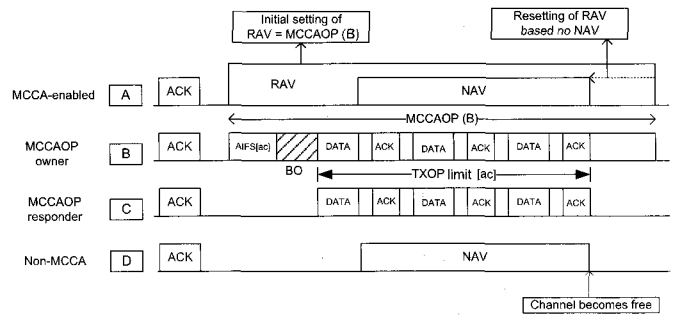 Initial setting of
RAV = MCCAOP (B)
Resetting of RAV
based no NAV
MCCA-enabled
A
ACK
RAV
NAV
MCCAOP (B)
MCCAOP
owner
B
ACK
AIFS[ac]
DATA
ACK
DATA
ACK
DATA
ACK
BO
TXOP limit [ac]
MCCAOP
responder
C
ACK
DATA
ACK
DATA
ACK
DATA
ACK
Non-MCCA
D
ACK
NAV
Channel becomes free